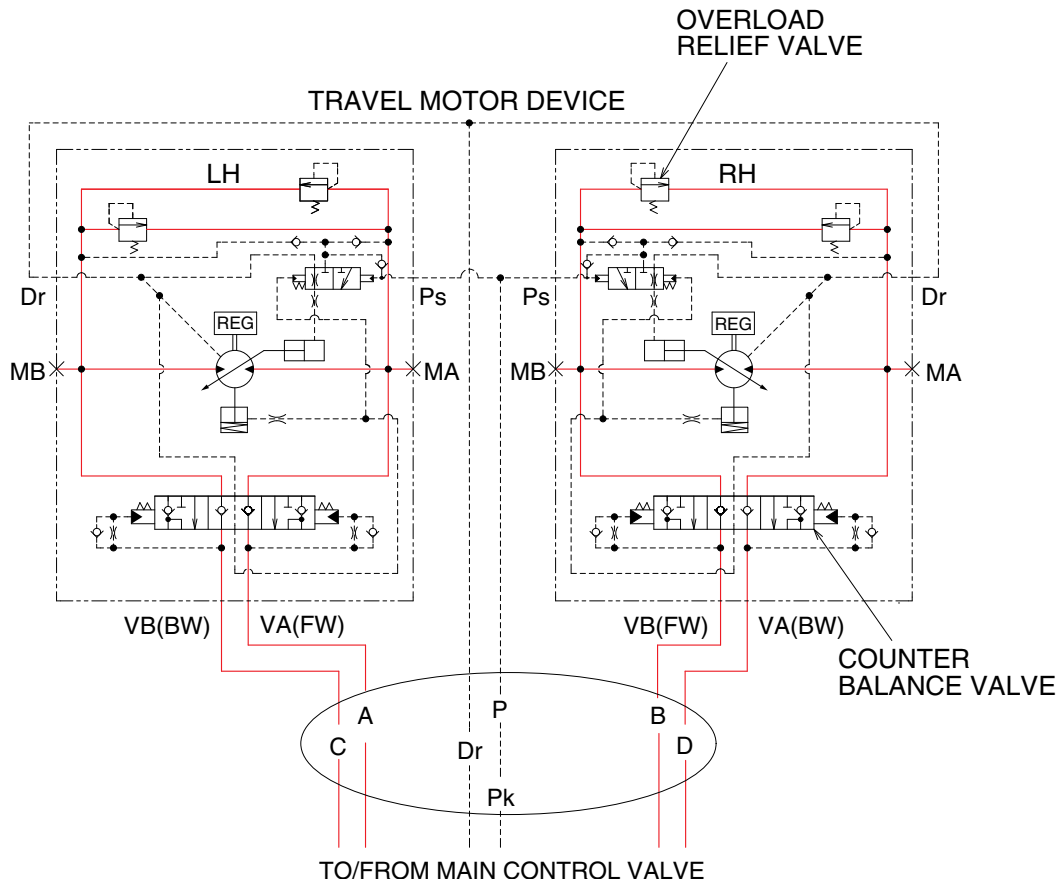 OVERLOAD
RELIEF VALVE
TRAVEL MOTOR DEVICE
LH
RH
Dr
Ps
Ps
Dr
REG
REG
MB
MA
MB
MA
VB(BW)
VA(FW)
VB(FW)
VA(BW)
COUNTER
BALANCE VALVE
A
P
B
C
Dr
D
Pk
TO/FROM MAIN CONTROL VALVE